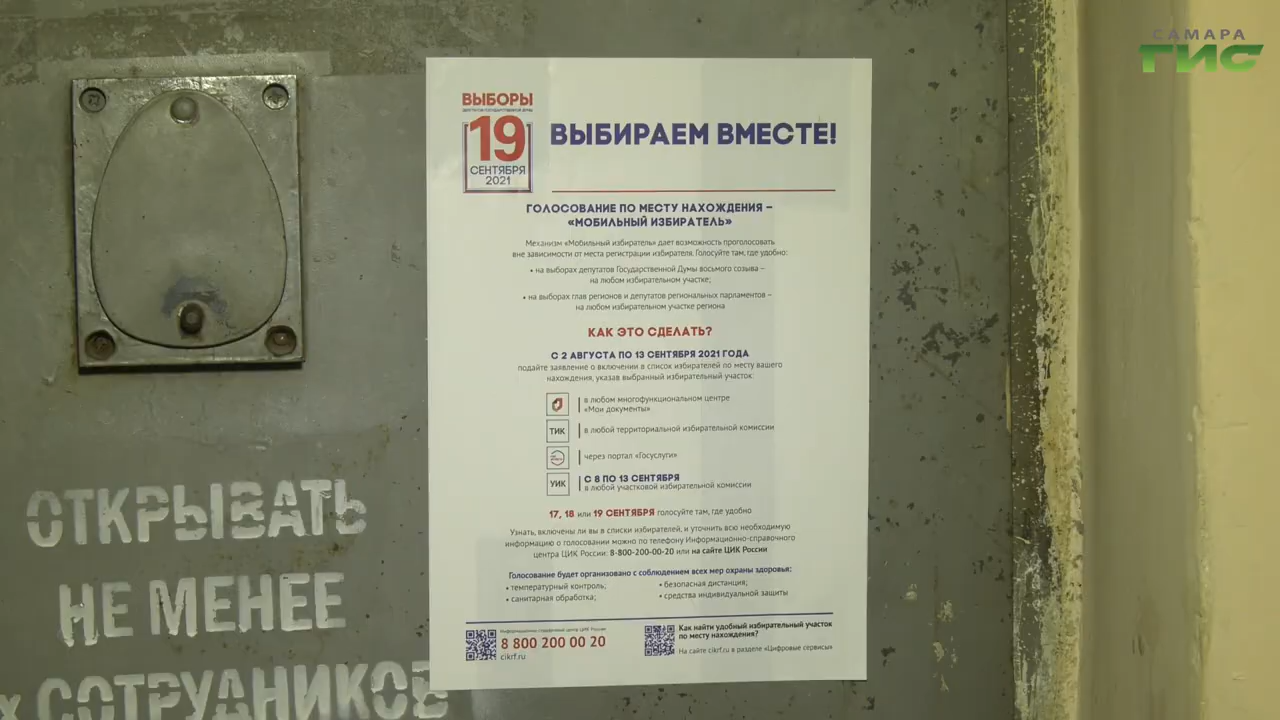 САМАРА
ГИС
ВЫБОРЫ
ДЕПУТАТОВ ГОСУДАРСТВЕННОЙ ДУМЫ
19
СЕНТЯБРЯ
2021
ВЫБИРАЕМ ВМЕСТЕ!
ГОЛОСОВАНИЕ ПО МЕСТУ НАХОЖДЕНИЯ –
«МОБИЛЬНЫЙ ИЗБИРАТЕЛЬ»
Механизм «Мобильный избиратель» дает возможность проголосовать
вне зависимости от места регистрации избирателя. Голосуйте там, где удобно:
• на выборах депутатов Государственной Думы восьмого созыва –
на любом избирательном участке;
• на выборах глав регионов и депутатов региональных парламентов –
на любом избирательном участке региона
КАК ЭТО СДЕЛАТЬ?
С 2 АВГУСТА ПО 13 СЕНТЯБРЯ 2021 ГОДА
подайте заявление о включении в список избирателей по месту вашего
нахождения, указав выбранный избирательный участок:
в любом многофункциональном центре
«Мои документы»
ТИК
в любой территориальной избирательной комиссии
через портал «Госуслуги»
УИК
С 8 ПО 13 СЕНТЯБРЯ
в любой участковой избирательной комиссии
17, 18 или 19 СЕНТЯБРЯ голосуйте там, где удобно
Узнать, включены ли вы в списки избирателей, и уточнить всю необходимую
информацию о голосовании можно по телефону Информационно-справочного
центра ЦИК России: 8-800-200-00-20 или на сайте ЦИК России
Голосование будет организовано с соблюдением всех мер охраны здоровья:
• температурный контроль;
• санитарная обработка;
• безопасная дистанция;
• средства индивидуальной защиты
Информационно-справочный центр ЦИК России
8 800 200 00 20
cikrf.ru
Как найти удобный избирательный участок
по месту нахождения?
На сайте cikrf.ru в разделе «Цифровые сервисы»
ОТКРЫВАТЬ
НЕ МЕНЕЕ
х СОТРУДНИКОВ